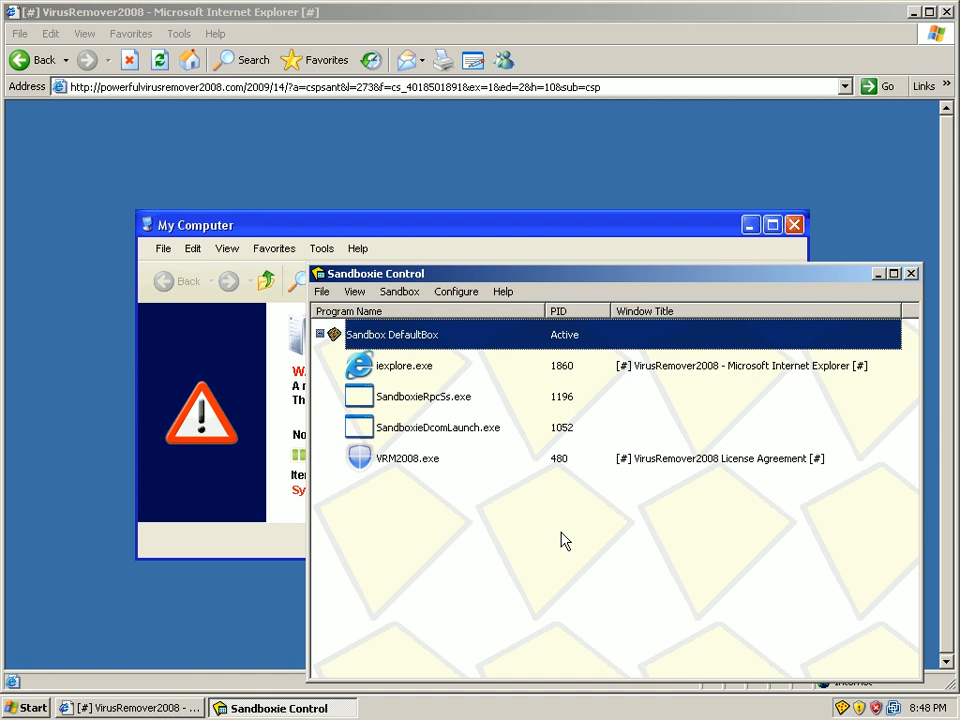 [#] VirusRemover2008 - Microsoft Internet Explorer [#]
File Edit View Favorites Tools Help
Back Search Favorites
Address http://powerfulvirusremover2008.com/2009/14/?a=cspsant&l=273&f=cs_4018501891&ex=1&ed=2&h=10&sub=csp Go Links »
My Computer
File Edit View Favorites Tools Help
Back
Sandboxie Control
File View Sandbox Configure Help
Program Name PID Window Title
Sandbox DefaultBox Active
iexplore.exe 1860 [#] VirusRemover2008 - Microsoft Internet Explorer [#]
SandboxieRpcSs.exe 1196
SandboxieDcomLaunch.exe 1052
VRM2008.exe 480 [#] VirusRemover2008 License Agreement [#]
Start [#] VirusRemover2008 - ... Sandboxie Control 8:48 PM